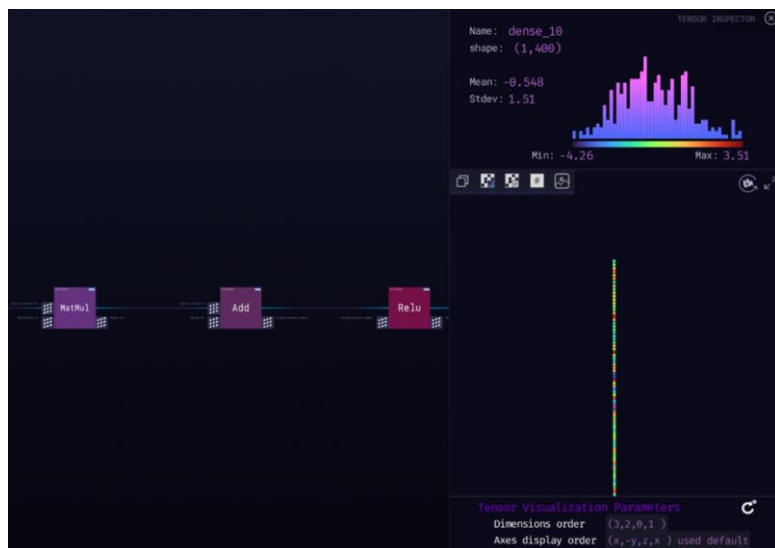 TENSOR INSPECTOR
Name: dense_10
shape: (1,400)
Mean: -0.548
Stdev: 1.51
Min: -4.26
Max: 3.51
MatMul
Add
Relu
Tensor Visualization Parameters
Dimensions order (3,2,0,1 )
Axes display order (x,-y,z,x ) used default